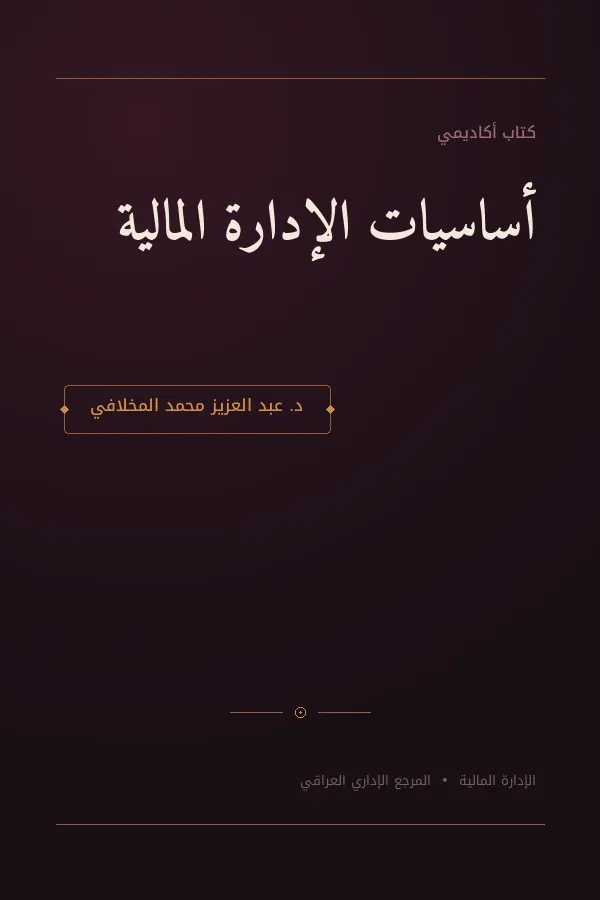 كتاب أكاديمي
أساسيات الإدارة المالية
د. عبد العزيز محمد المخلافي
الإدارة المالية • المرجع الإداري العراقي